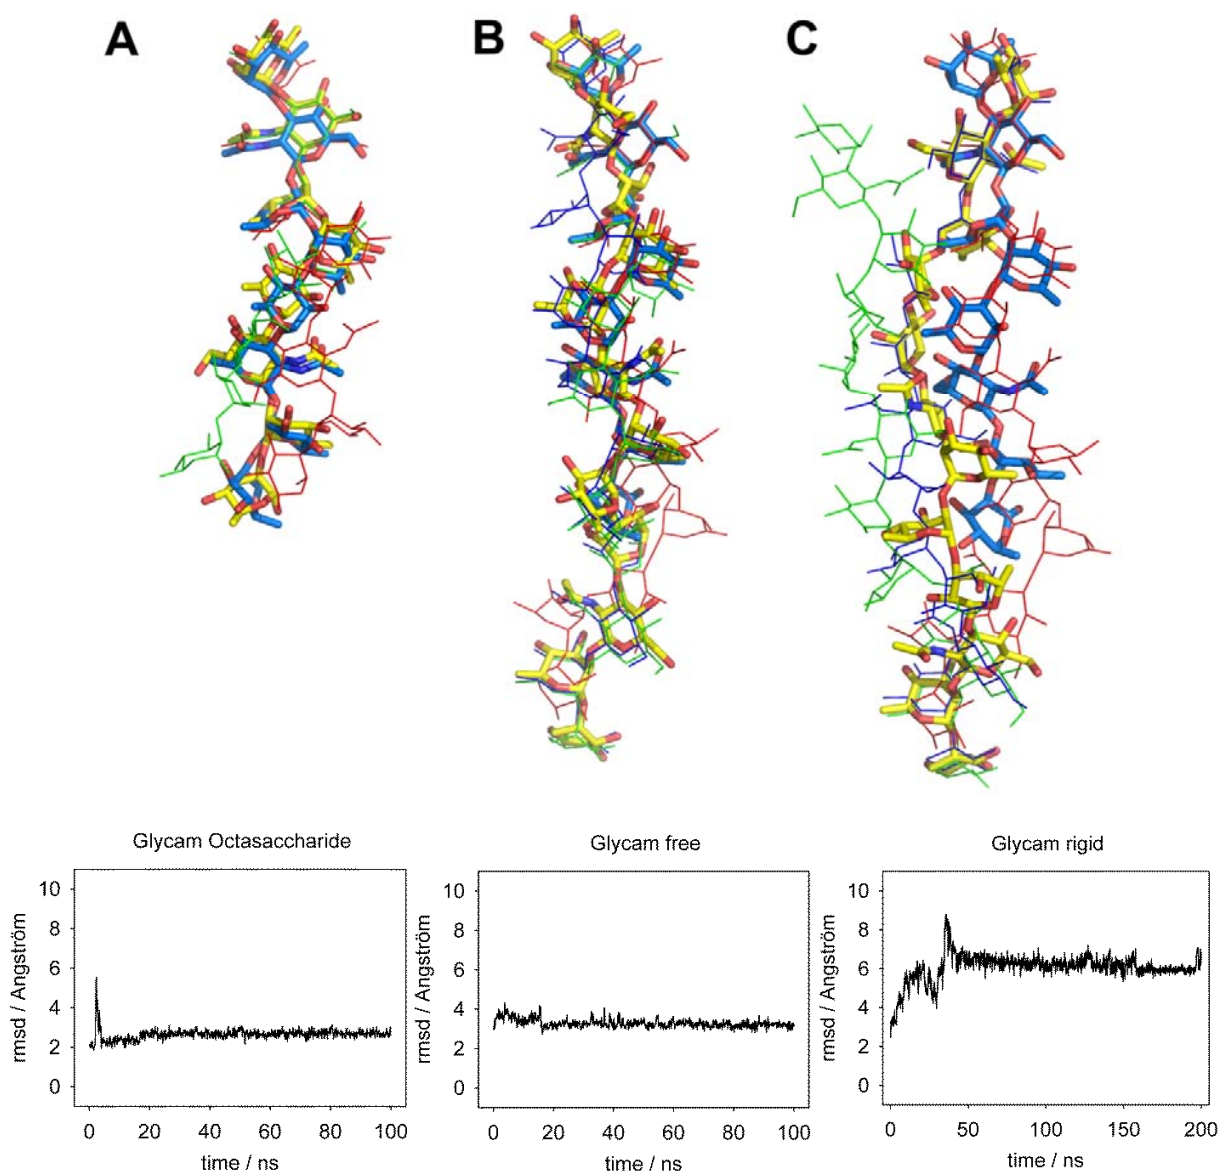 A B C
Glycam Octasaccharide
rmsd / Angström
10
8
6
4
2
0
0 20 40 60 80 100
time / ns
Glycam free
rmsd / Angström
10
8
6
4
2
0
0 20 40 60 80 100
time / ns
Glycam rigid
rmsd / Angström
10
8
6
4
2
0
0 50 100 150 200
time / ns